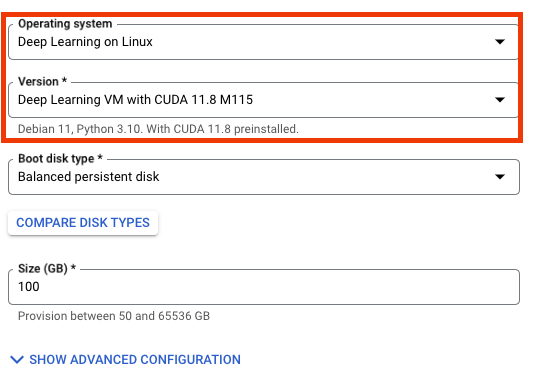 Operating system
Deep Learning on Linux
Version *
Deep Learning VM with CUDA 11.8 M115
Debian 11, Python 3.10. With CUDA 11.8 preinstalled.
Boot disk type *
Balanced persistent disk
COMPARE DISK TYPES
Size (GB) *
100
Provision between 50 and 65536 GB
SHOW ADVANCED CONFIGURATION